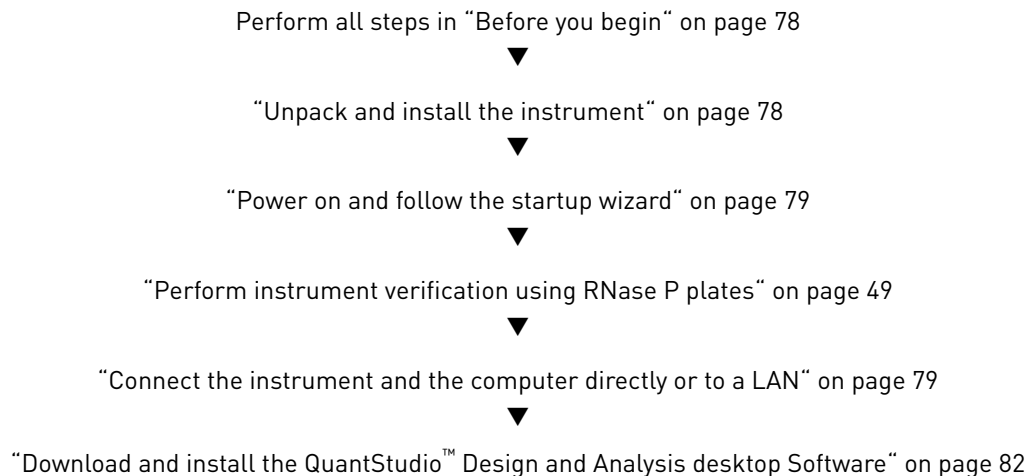 Perform all steps in “Before you begin“ on page 78
▼
“Unpack and install the instrument“ on page 78
▼
“Power on and follow the startup wizard“ on page 79
▼
“Perform instrument verification using RNase P plates“ on page 49
▼
“Connect the instrument and the computer directly or to a LAN“ on page 79
▼
“Download and install the QuantStudio™ Design and Analysis desktop Software“ on page 82